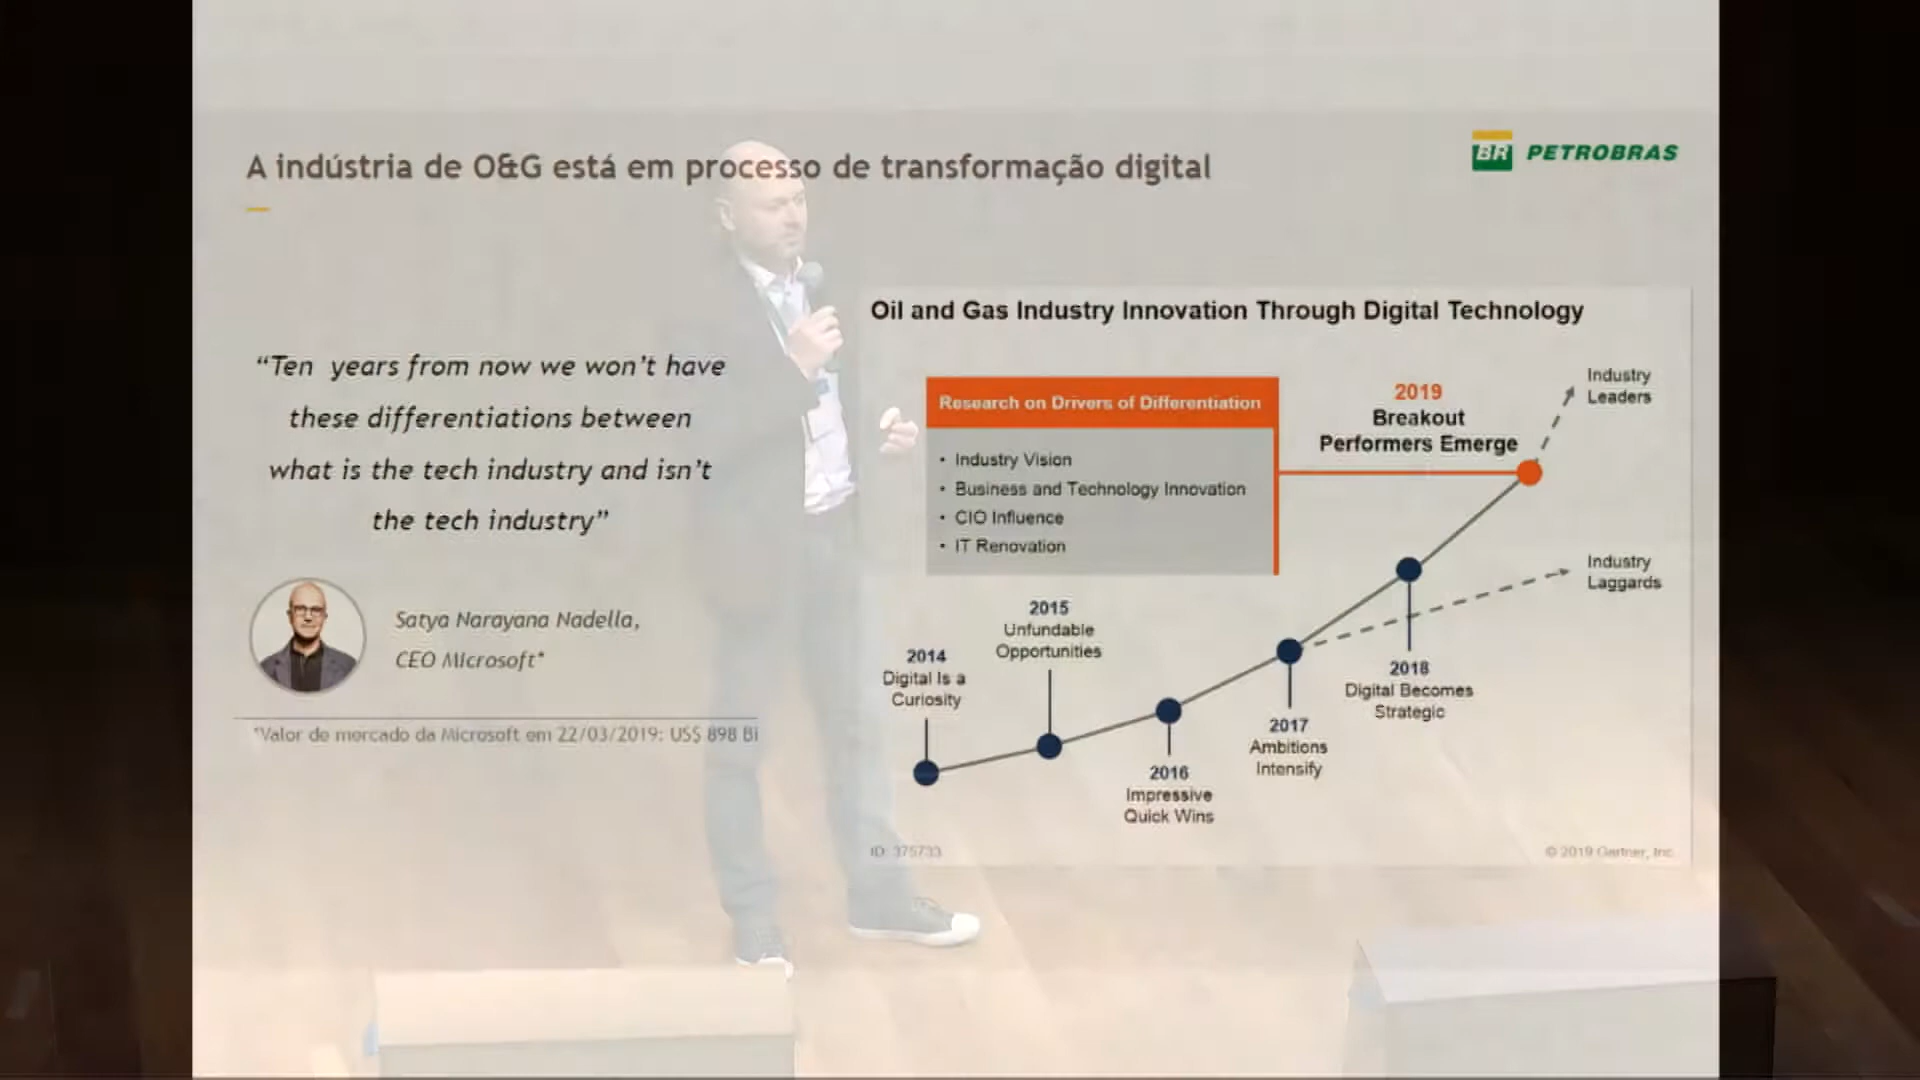 A indústria de O&G está em processo de transformação digital
BR PETROBRAS
“Ten years from now we won’t have
these differentiations between
what is the tech industry and isn’t
the tech industry”
Satya Narayana Nadella,
CEO Microsoft*
*Valor de mercado da Microsoft em 22/03/2019: US$ 898 Bi
Oil and Gas Industry Innovation Through Digital Technology
Research on Drivers of Differentiation
• Industry Vision
• Business and Technology Innovation
• CIO Influence
• IT Renovation
2019
Breakout
Performers Emerge
Industry
Leaders
Industry
Laggards
2014
Digital Is a
Curiosity
2015
Unfundable
Opportunities
2016
Impressive
Quick Wins
2017
Ambitions
Intensify
2018
Digital Becomes
Strategic
ID: 375733
© 2019 Gartner, Inc.